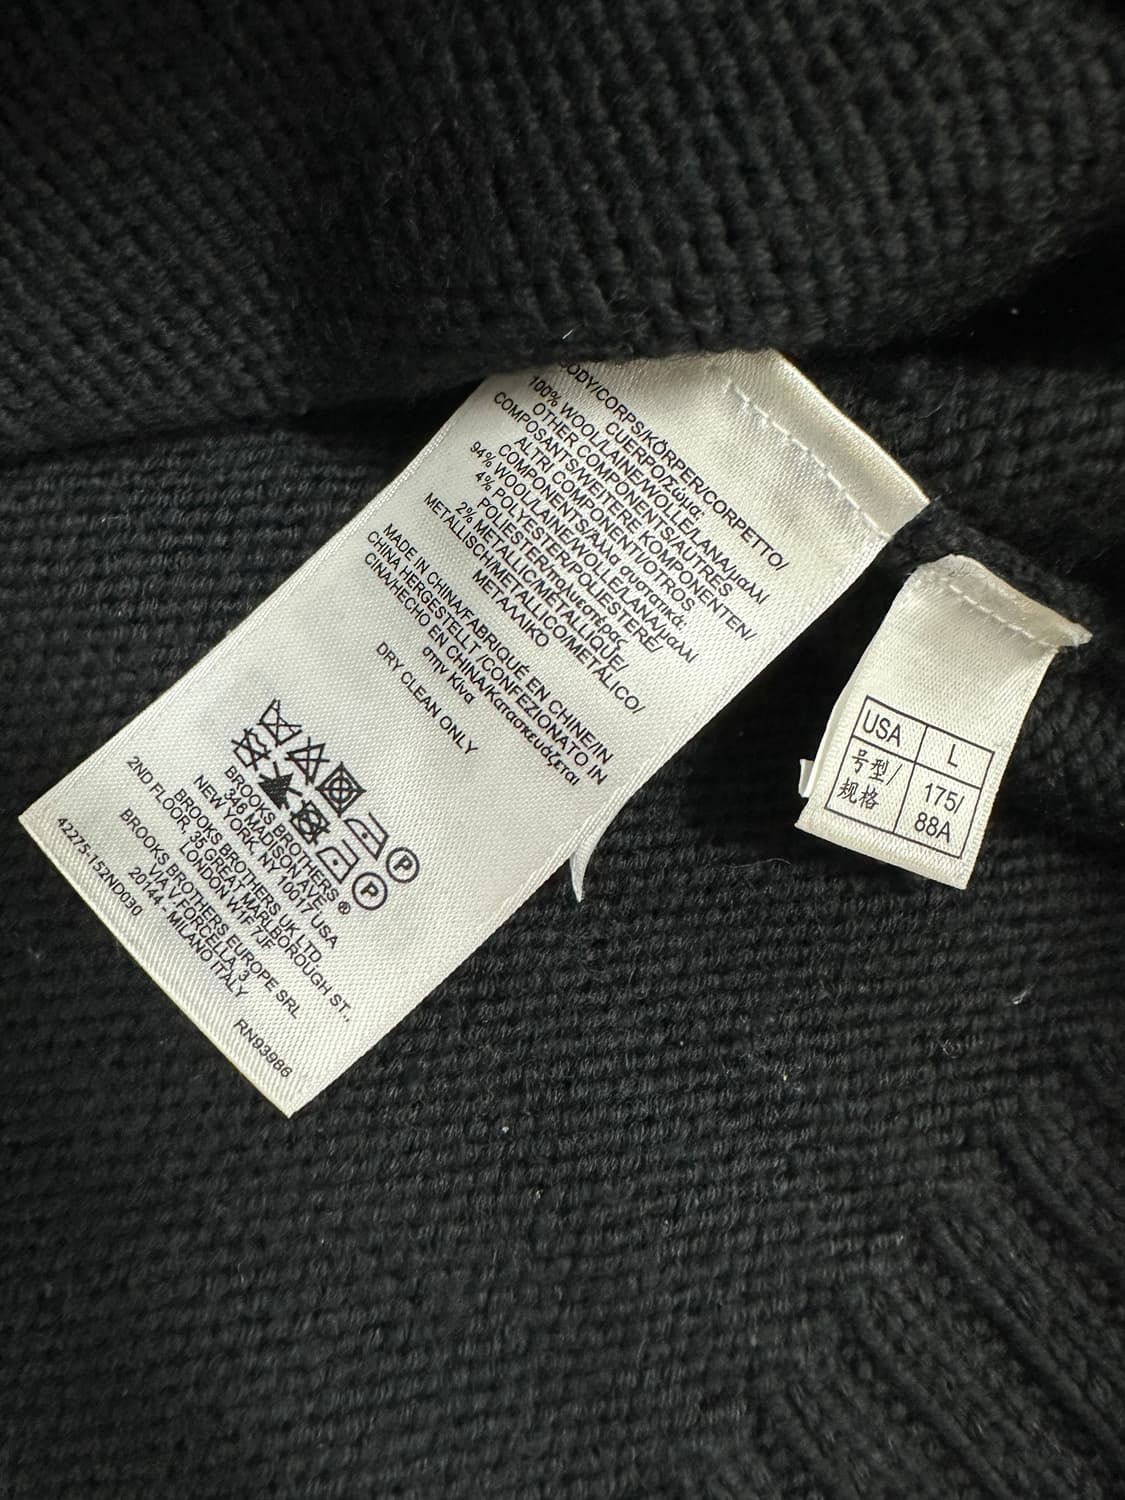 BODY/CORPS/KÖRPER/CORPETTO/
CUERPO/Σώμα:
100% WOOL/LAINE/WOLLE/LANA/μαλλί
OTHER COMPONENTS/AUTRES
COMPOSANTS/WEITERE KOMPONENTEN/
ALTRI COMPONENTI/OTROS
COMPONENTS/Αλλα συστατικά:
94% WOOL/LAINE/WOLLE/LANA/μαλλί
4% POLYESTER/POLIESTERE/
POLIESTER/πολυεστέρας
2% METALLIC/MÉTALLIQUE/
METALLISCH/METALLICO/METÁLICO/
ΜΕΤΑΛΛΙΚΟ
MADE IN CHINA/FABRIQUÉ EN CHINE/IN
CHINA HERGESTELLT /CONFEZIONATO IN
CINA/HECHO EN CHINA/Κατασκευάζεται
στην Κίνα
DRY CLEAN ONLY
P
P
BROOKS BROTHERS ®
346 MADISON AVE
NEW YORK, NY 10017 USA
BROOKS BROTHERS UK LTD.
2ND FLOOR, 35 GREAT MARLBOROUGH ST.,
LONDON W1F 7JF
BROOKS BROTHERS EUROPE SRL
VIA V FORCELLA, 3
20144 - MILANO ITALY
42275-152ND030 RN93986
USA L
号型/ 175/
规格 88A